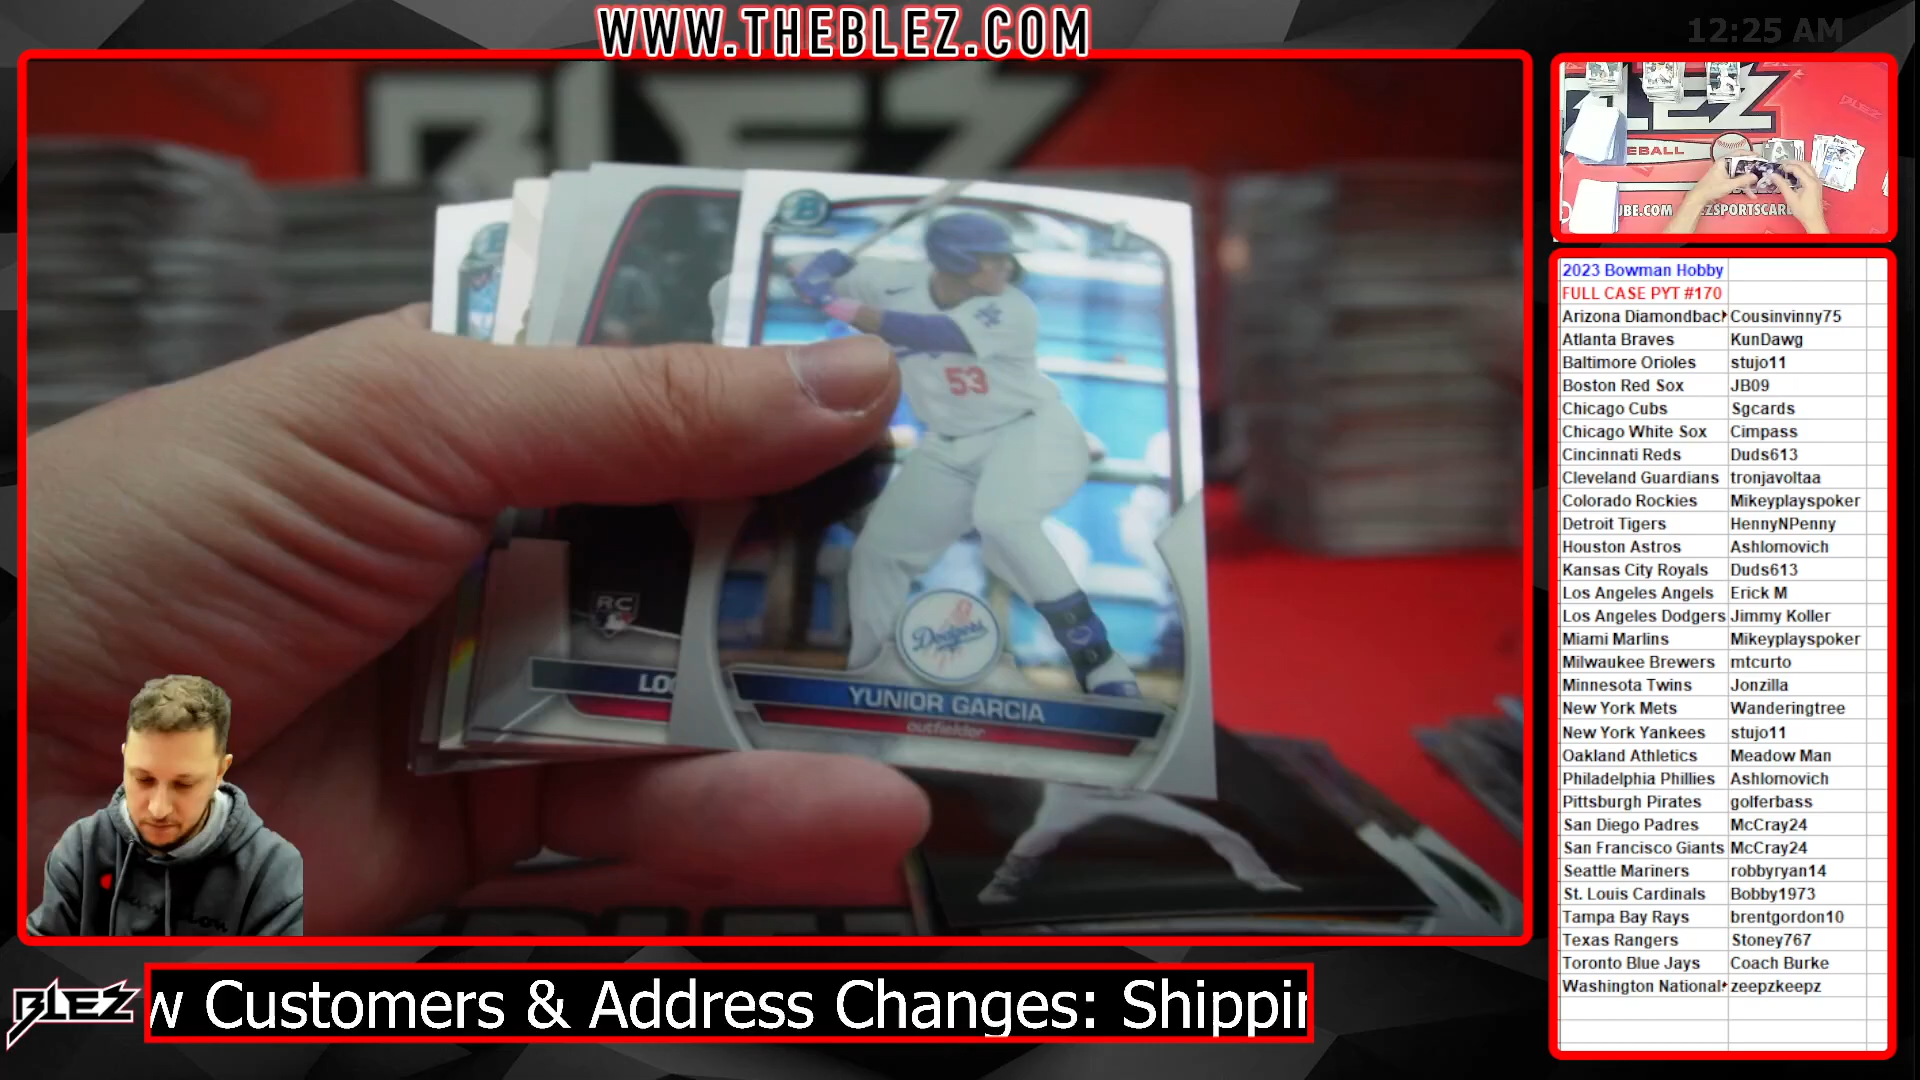 WWW.THEBLEZ.COM
12:25 AM
BLEZ
53
Dodgers
YUNIOR GARCIA
outfielder
RC
LO
EBALL
UBE.COM
EZSPORTSCAR
2023 Bowman Hobby
FULL CASE PYT #170
Arizona Diamondbac Cousinvinny75
Atlanta Braves KunDawg
Baltimore Orioles stujo11
Boston Red Sox JB09
Chicago Cubs Sgcards
Chicago White Sox Cimpass
Cincinnati Reds Duds613
Cleveland Guardians tronjavoltaa
Colorado Rockies Mikeyplayspoker
Detroit Tigers HennyNPenny
Houston Astros Ashlomovich
Kansas City Royals Duds613
Los Angeles Angels Erick M
Los Angeles Dodgers Jimmy Koller
Miami Marlins Mikeyplayspoker
Milwaukee Brewers mtcurto
Minnesota Twins Jonzilla
New York Mets Wanderingtree
New York Yankees stujo11
Oakland Athletics Meadow Man
Philadelphia Phillies Ashlomovich
Pittsburgh Pirates golferbass
San Diego Padres McCray24
San Francisco Giants McCray24
Seattle Mariners robbyryan14
St. Louis Cardinals Bobby1973
Tampa Bay Rays brentgordon10
Texas Rangers Stoney767
Toronto Blue Jays Coach Burke
Washington National zeepzkeepz
BLEZ
w Customers & Address Changes: Shippin